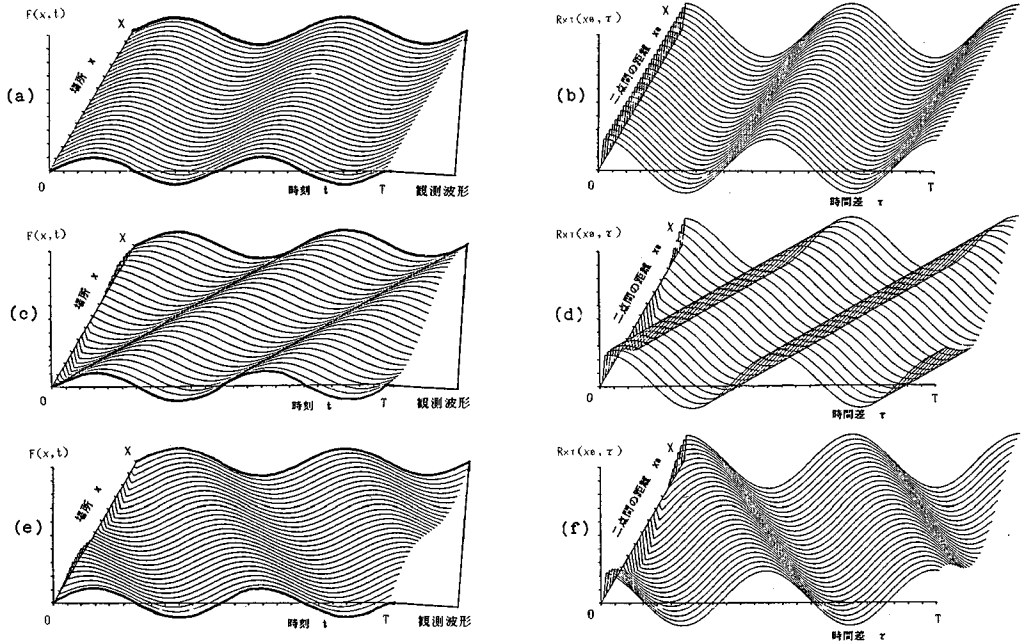 F(x,t)
X
場所 x
(a)
0
時刻 t
T
観測波形
Rxτ(xθ,τ)
X
二点間の距離 xθ
(b)
0
T
時間差 τ
F(x,t)
X
場所 x
(c)
0
時刻 t
T
観測波形
Rxτ(xθ,τ)
X
二点間の距離 xθ
(d)
0
T
時間差 τ
F(x,t)
X
場所 x
(e)
0
時刻 t
T
観測波形
Rxτ(xθ,τ)
X
二点間の距離 xθ
(f)
0
T
時間差 τ